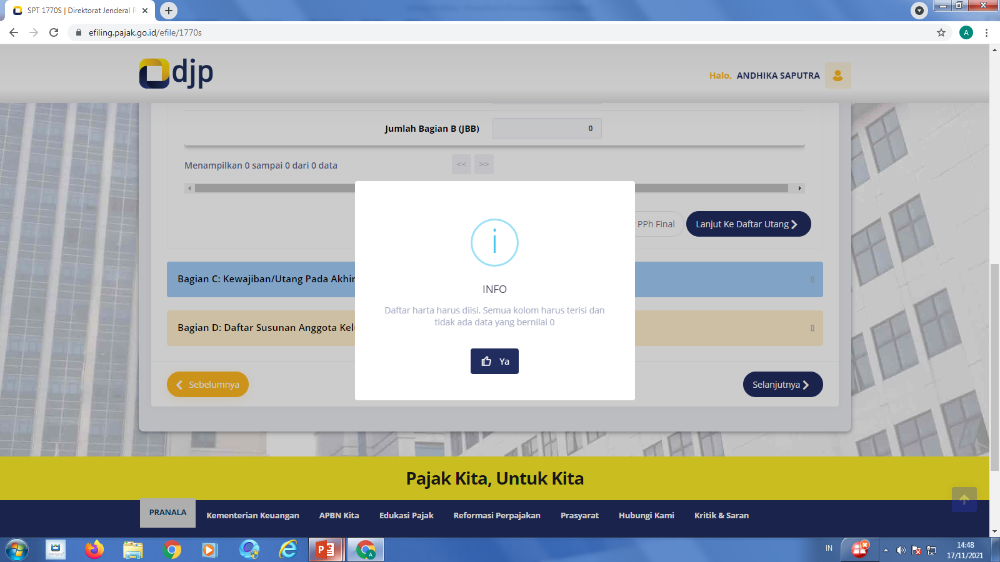 SPT 1770S | Direktorat Jenderal P
efiling.pajak.go.id/efile/1770s
A
djp
Halo, ANDHIKA SAPUTRA
Jumlah Bagian B (JBB) 0
Menampilkan 0 sampai 0 dari 0 data << >>
PPh Final Lanjut Ke Daftar Utang
Bagian C: Kewajiban/Utang Pada Akhir
Bagian D: Daftar Susunan Anggota
INFO
Daftar harta harus diisi. Semua kolom harus terisi dan
tidak ada data yang bernilai 0
Ya
Sebelumnya
Selanjutnya
Pajak Kita, Untuk Kita
PRANALA Kementerian Keuangan APBN Kita Edukasi Pajak Reformasi Perpajakan Prasyarat Hubungi Kami Kritik & Saran
IN
14:48
17/11/2021